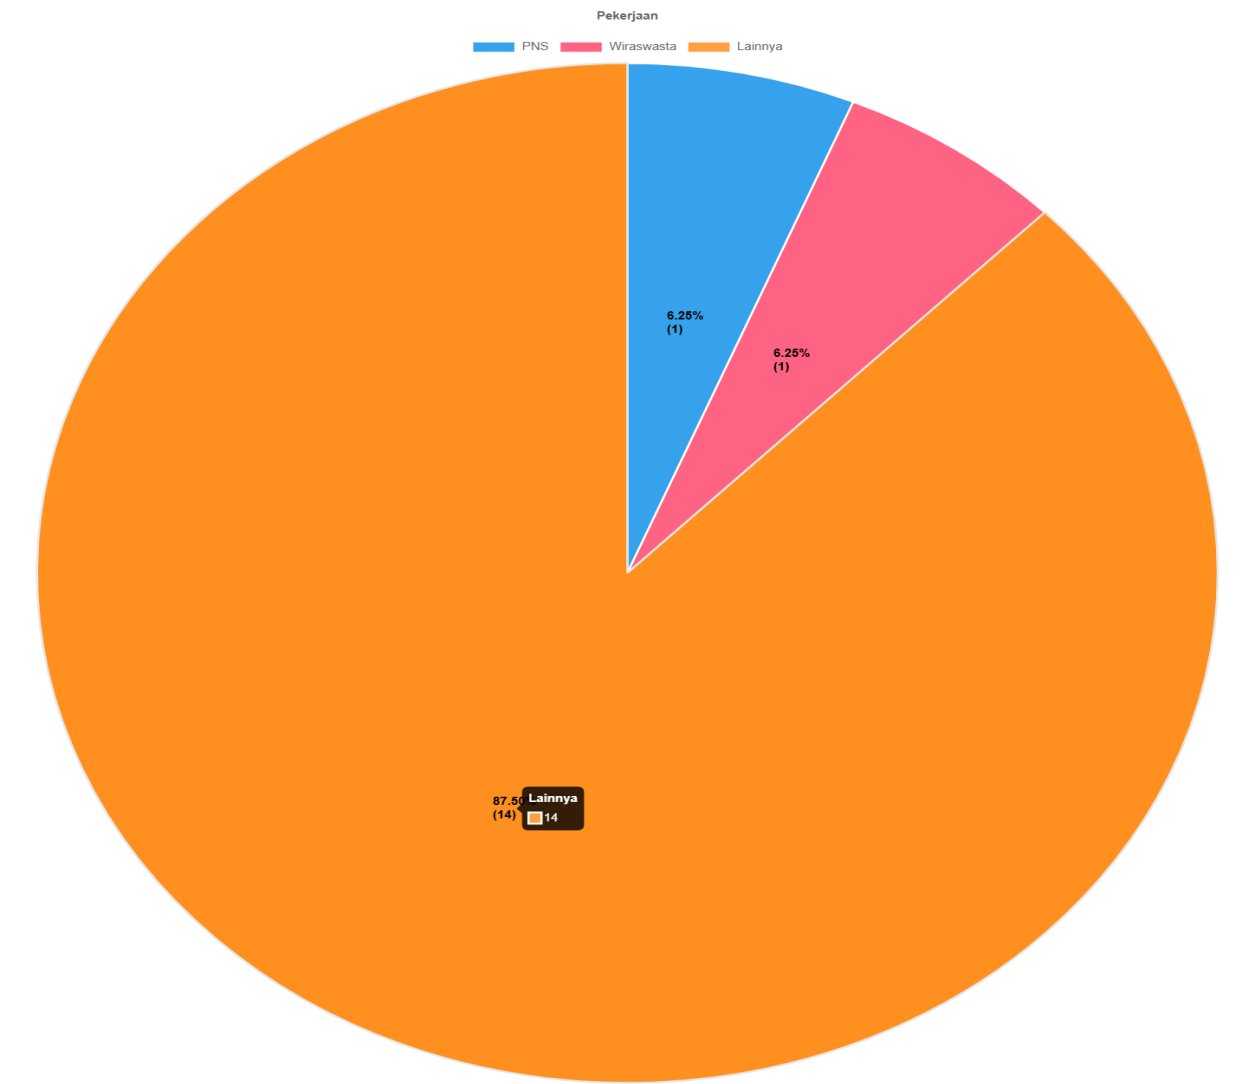 Pekerjaan
PNS Wiraswasta Lainnya
6.25%
(1)
6.25%
(1)
87.50
(14)
Lainnya
14